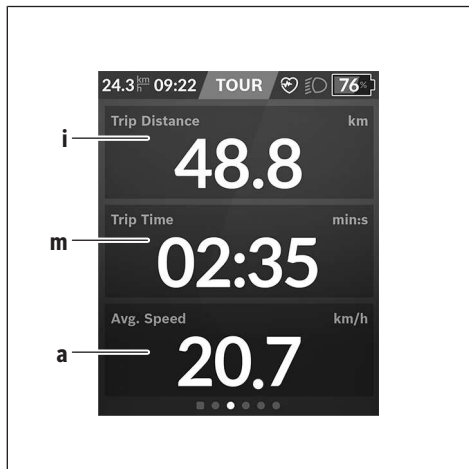 24.3 km/h 09:22 TOUR 76%
Trip Distance km
i
48.8
Trip Time min:s
m
02:35
Avg. Speed km/h
a
20.7